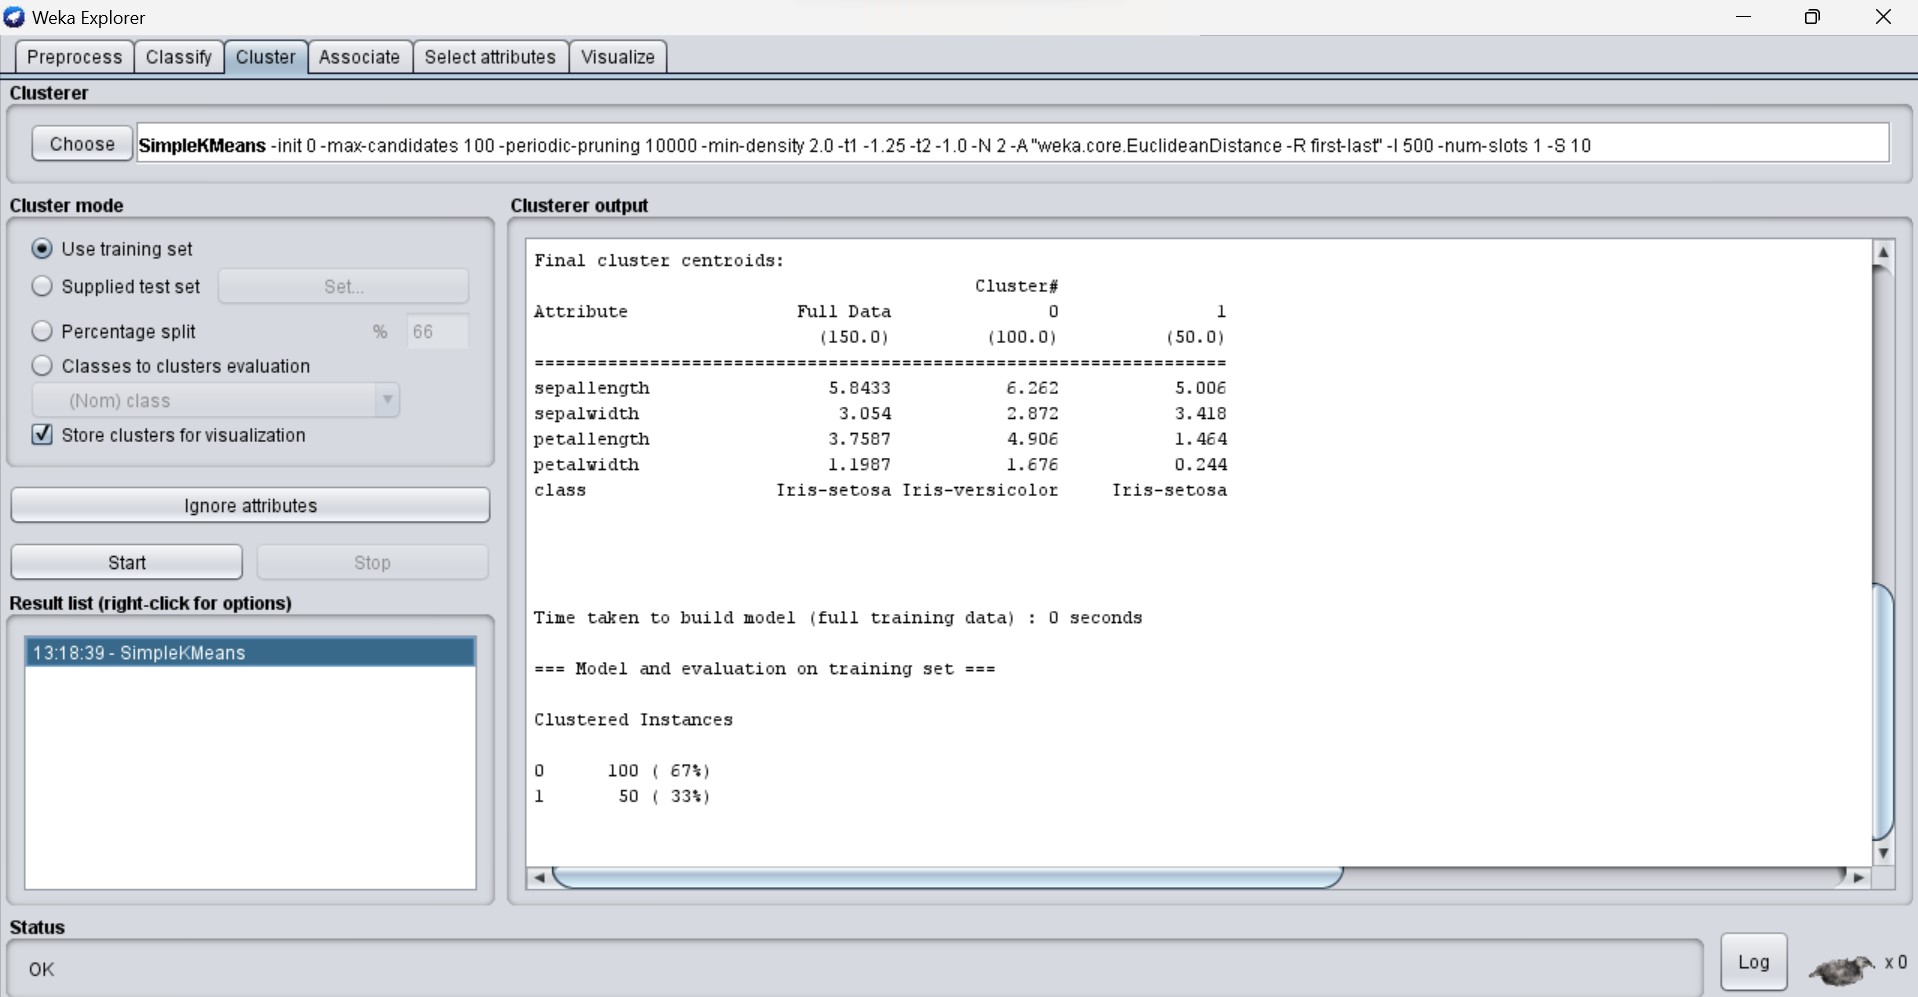 Weka Explorer
Preprocess Classify Cluster Associate Select attributes Visualize
Clusterer
Choose SimpleKMeans -init 0 -max-candidates 100 -periodic-pruning 10000 -min-density 2.0 -t1 -1.25 -t2 -1.0 -N 2 -A "weka.core.EuclideanDistance -R first-last" -I 500 -num-slots 1 -S 10
Cluster mode
Use training set
Supplied test set Set...
Percentage split % 66
Classes to clusters evaluation
(Nom) class
Store clusters for visualization
Ignore attributes
Start Stop
Result list (right-click for options)
13:18:39 - SimpleKMeans
Clusterer output
Final cluster centroids:
Cluster#
Attribute Full Data 0 1
(150.0) (100.0) (50.0)
==================================================================
sepallength 5.8433 6.262 5.006
sepalwidth 3.054 2.872 3.418
petallength 3.7587 4.906 1.464
petalwidth 1.1987 1.676 0.244
class Iris-setosa Iris-versicolor Iris-setosa
Time taken to build model (full training data) : 0 seconds
=== Model and evaluation on training set ===
Clustered Instances
0 100 ( 67%)
1 50 ( 33%)
Status
OK
Log x 0